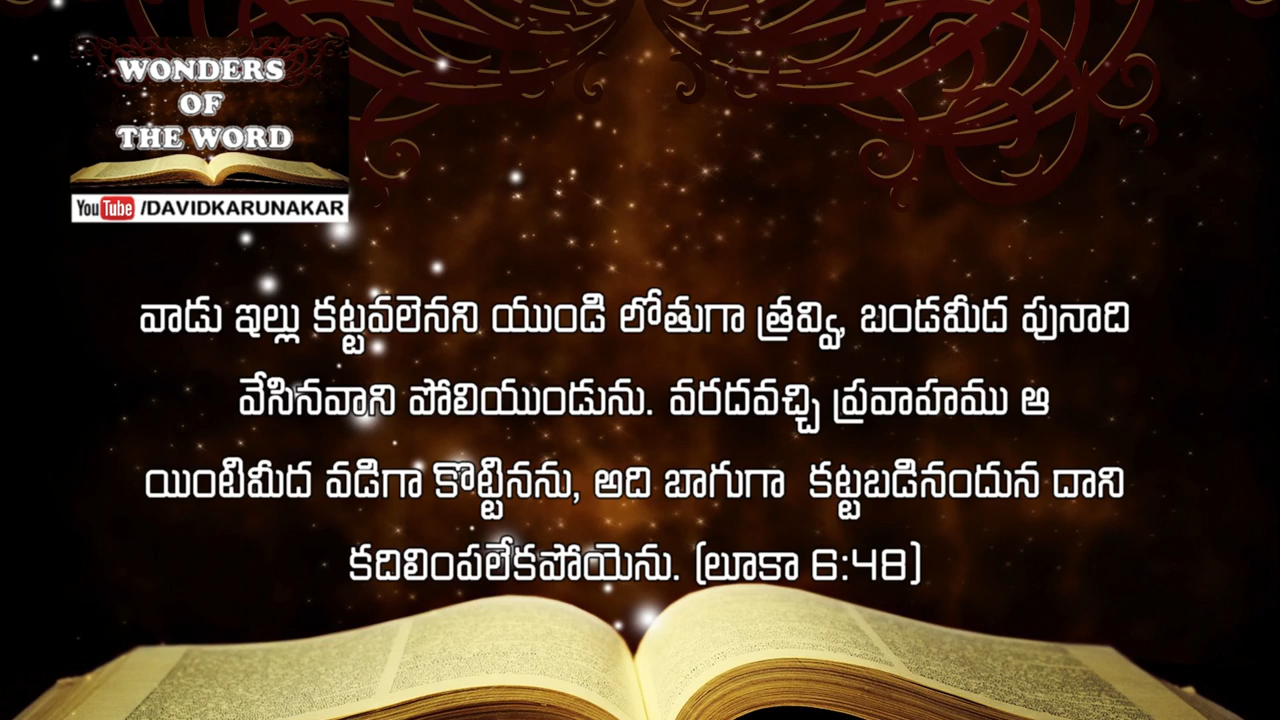 WONDERS
OF
THE WORD
YouTube /DAVIDKARUNAKAR
వాడు ఇల్లు కట్టవలెనని యుండి లోతుగా త్రవ్వి, బండమీద పునాది
వేసినవాని పోలియుండును. వరదవచ్చి ప్రవాహము ఆ
యింటిమీద వడిగా కొట్టినను, అది బాగుగా కట్టబడినందున దాని
కదిలింపలేకపోయెను. (లూకా 6:48)